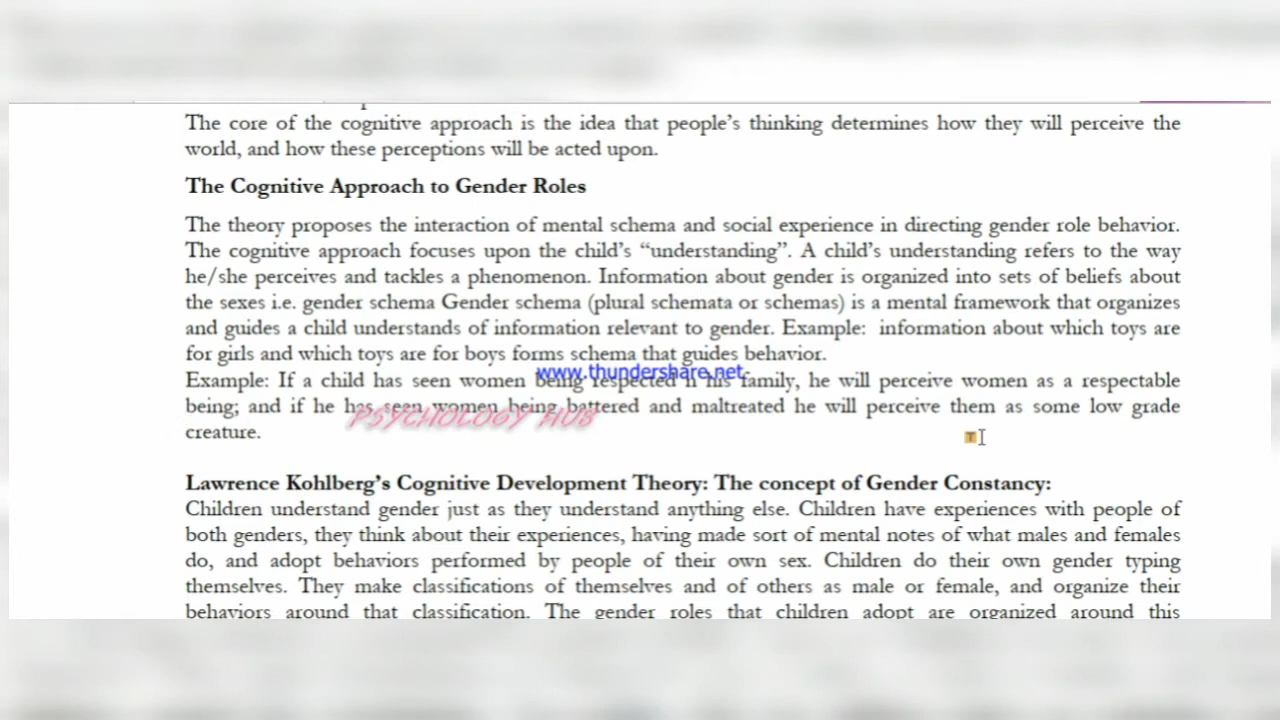 The core of the cognitive approach is the idea that people's thinking determines how they will perceive the
world, and how these perceptions will be acted upon.
The Cognitive Approach to Gender Roles
The theory proposes the interaction of mental schema and social experience in directing gender role behavior.
The cognitive approach focuses upon the child's “understanding”. A child's understanding refers to the way
he/she perceives and tackles a phenomenon. Information about gender is organized into sets of beliefs about
the sexes i.e. gender schema Gender schema (plural schemata or schemas) is a mental framework that organizes
and guides a child understands of information relevant to gender. Example: information about which toys are
for girls and which toys are for boys forms schema that guides behavior.
www.thundershare.net
Example: If a child has seen women being respected n his family, he will perceive women as a respectable
being; and if he has seen women being battered and maltreated he will perceive them as some low grade
PSYCHOLOGY HUB
creature.
Lawrence Kohlberg's Cognitive Development Theory: The concept of Gender Constancy:
Children understand gender just as they understand anything else. Children have experiences with people of
both genders, they think about their experiences, having made sort of mental notes of what males and females
do, and adopt behaviors performed by people of their own sex. Children do their own gender typing
themselves. They make classifications of themselves and of others as male or female, and organize their
behaviors around that classification. The gender roles that children adopt are organized around this